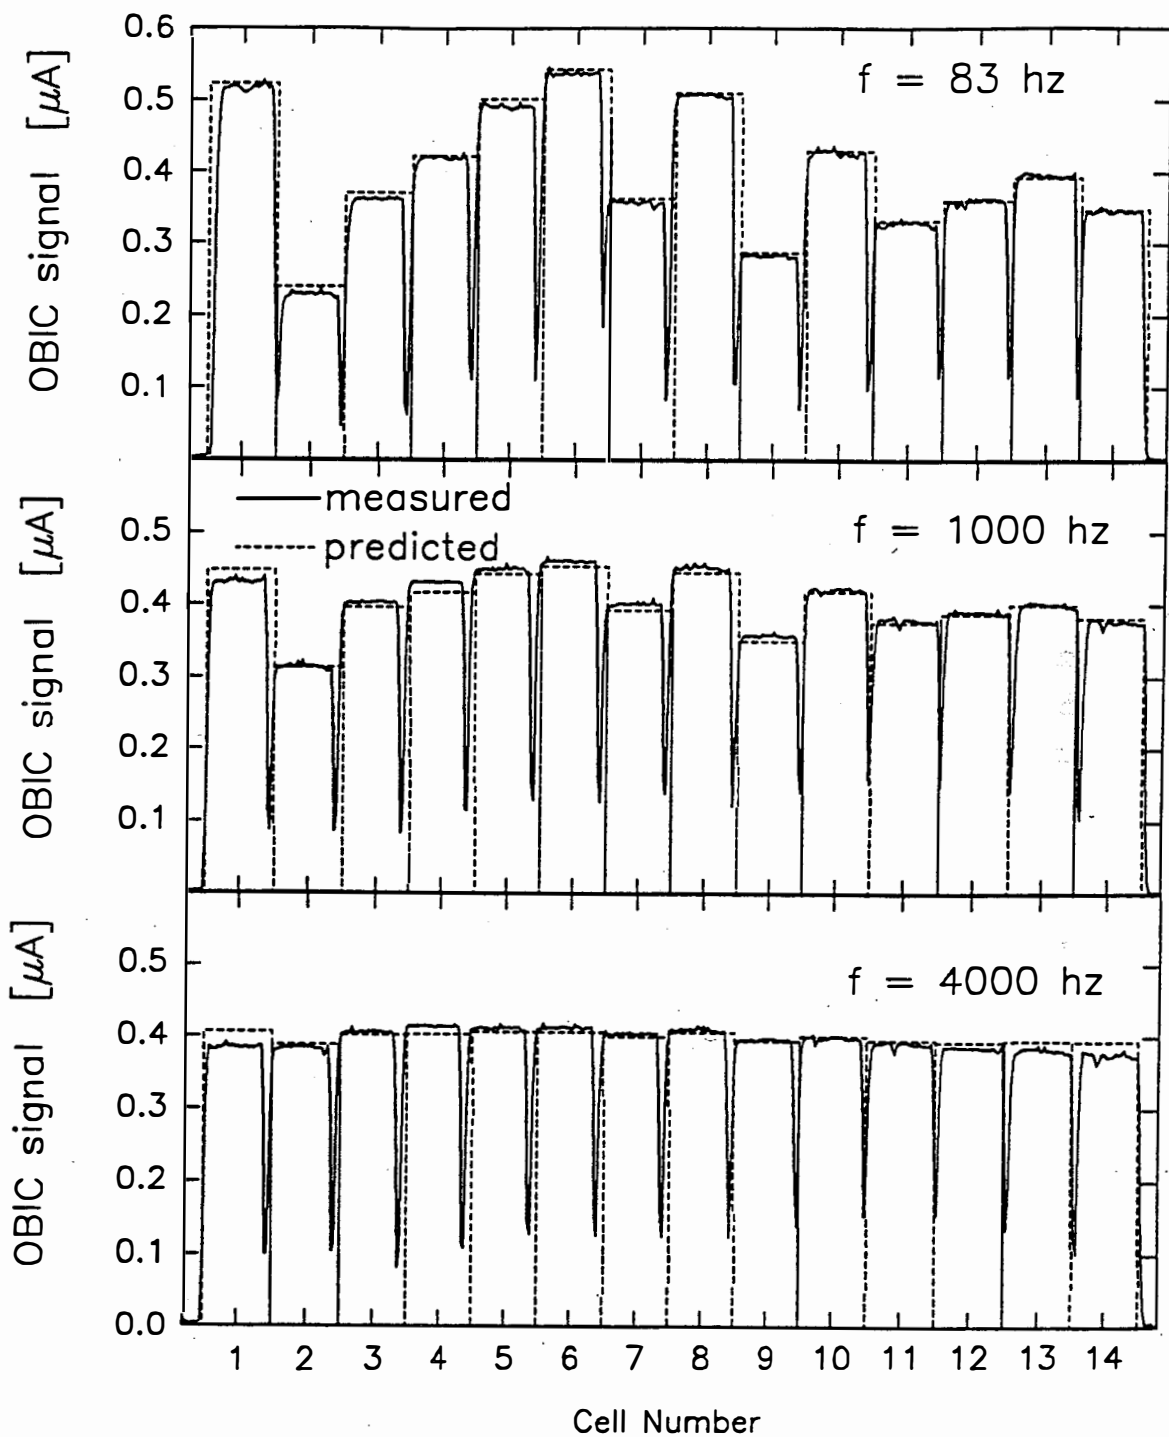 0.6
0.5
0.4
0.3
0.2
0.1
OBIC signal [μA]
f = 83 hz
measured
predicted
0.5
0.4
0.3
0.2
0.1
OBIC signal [μA]
f = 1000 hz
0.5
0.4
0.3
0.2
0.1
0.0
OBIC signal [μA]
f = 4000 hz
1 2 3 4 5 6 7 8 9 10 11 12 13 14
Cell Number